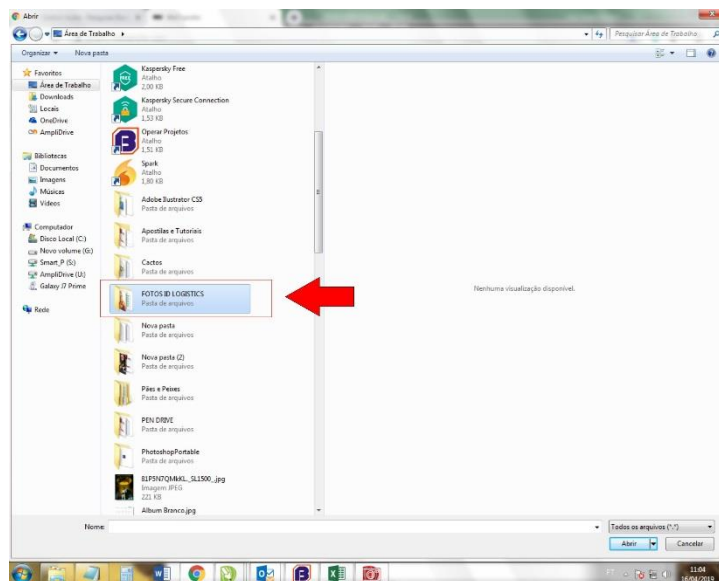 Abrir
Área de Trabalho
Pesquisar Área de Trabalho
Organizar
Nova pasta
Favoritos
Área de Trabalho
Downloads
Locais
OneDrive
AmpliDrive
Bibliotecas
Documentos
Imagens
Músicas
Vídeos
Computador
Disco Local (C:)
Novo volume (G:)
Smart_P (S:)
AmpliDrive (U:)
Galaxy J7 Prime
Rede
Kaspersky Free
Atalho
2,00 KB
Kaspersky Secure Connection
Atalho
1,53 KB
Operar Projetos
Atalho
1,51 KB
Spark
Atalho
1,80 KB
Adobe Ilustrator CS5
Pasta de arquivos
Apostilas e Tutoriais
Pasta de arquivos
Cactos
Pasta de arquivos
FOTOS ID LOGISTICS
Pasta de arquivos
Nova pasta
Pasta de arquivos
Nova pasta (2)
Pasta de arquivos
Pães e Peixes
Pasta de arquivos
PEN DRIVE
Pasta de arquivos
PhotoshopPortable
Pasta de arquivos
81P5N7QMkKL._SL1500_.jpg
Imagem JPEG
221 KB
Album Branco.jpg
Nenhuma visualização disponível.
Nome:
Todos os arquivos (*.*)
Abrir
Cancelar
PT
11:04